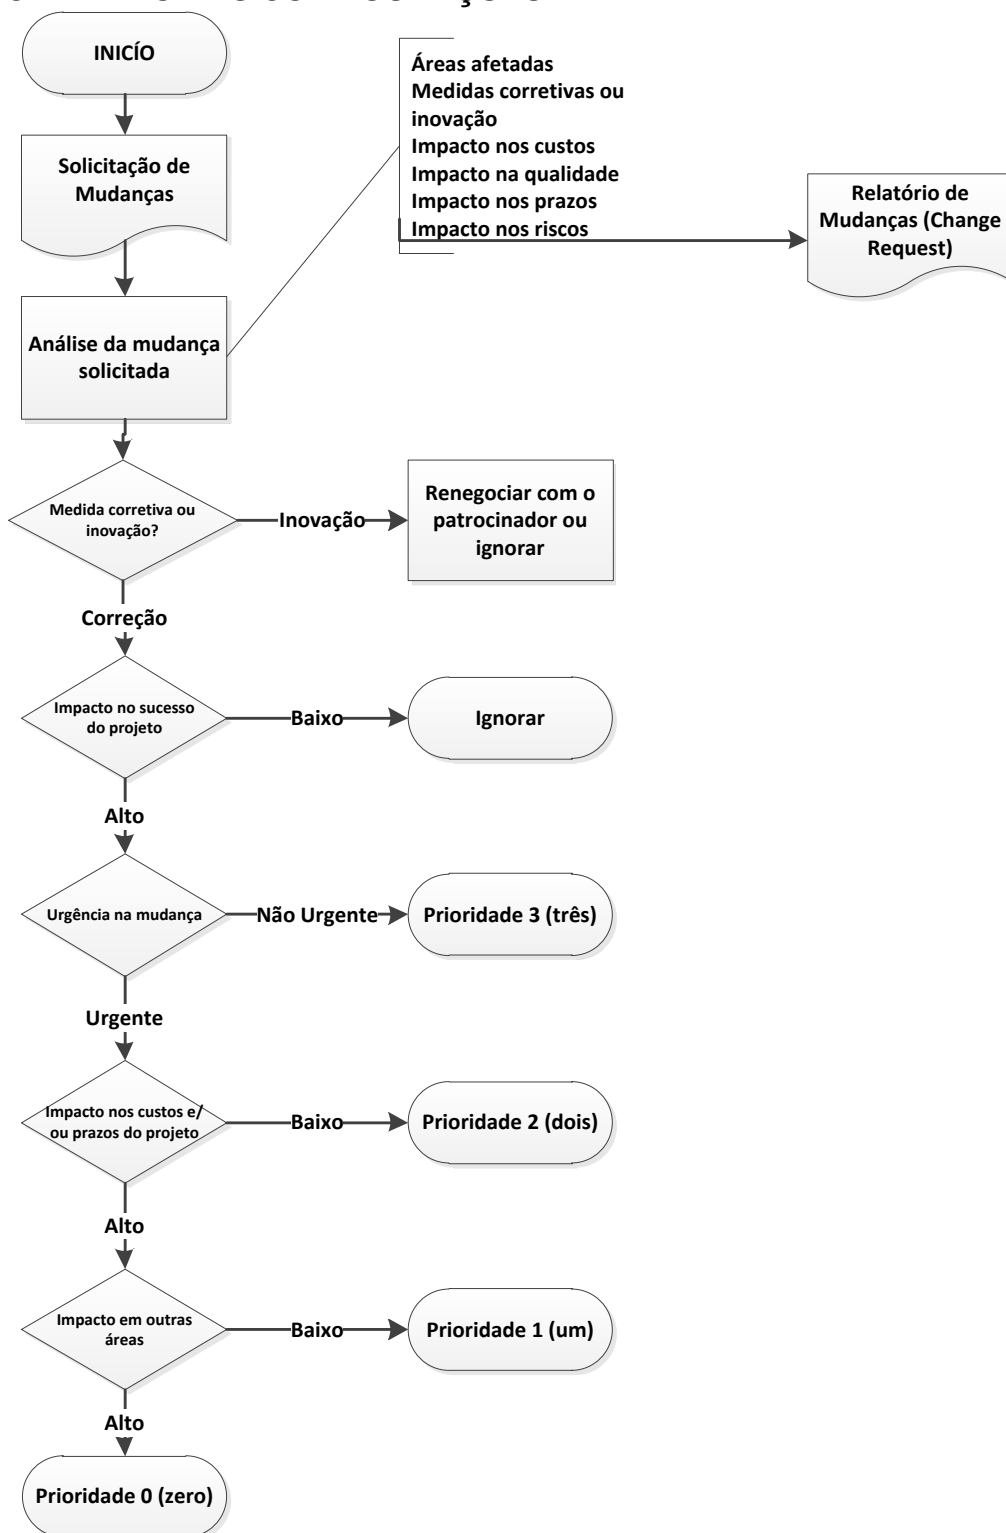 INICÍO
Áreas afetadas
Medidas corretivas ou
inovação
Impacto nos custos
Impacto na qualidade
Impacto nos prazos
Impacto nos riscos
Solicitação de
Mudanças
Relatório de
Mudanças (Change
Request)
Análise da mudança
solicitada
Medida corretiva ou
inovação?
Inovação
Renegociar com o
patrocinador ou
ignorar
Correção
Impacto no sucesso
do projeto
Baixo
Ignorar
Alto
Urgência na mudança
Não Urgente
Prioridade 3 (três)
Urgente
Impacto nos custos e/
ou prazos do projeto
Baixo
Prioridade 2 (dois)
Alto
Impacto em outras
áreas
Baixo
Prioridade 1 (um)
Alto
Prioridade 0 (zero)